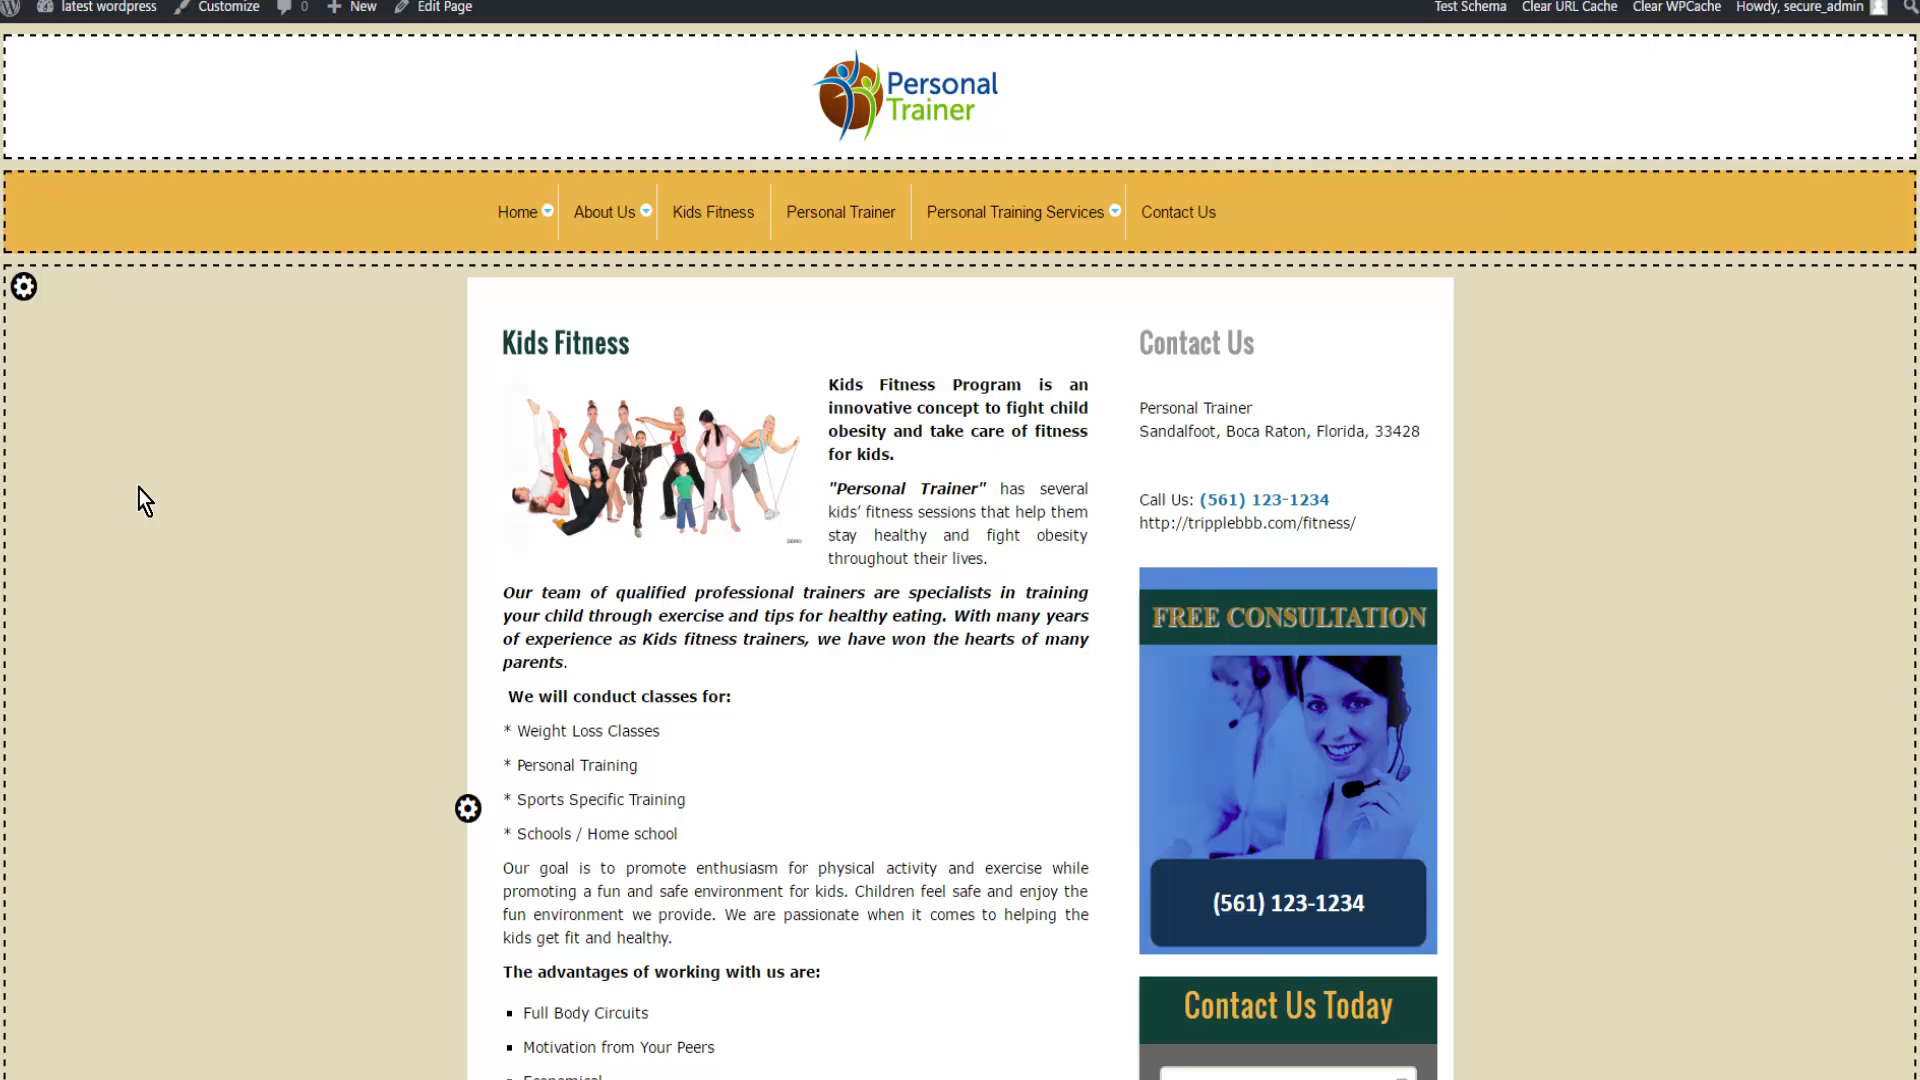 latest wordpress Customize 0 New Edit Page Test Schema Clear URL Cache Clear WPCache Howdy, secure_admin
Personal
Trainer
Home About Us Kids Fitness Personal Trainer Personal Training Services Contact Us
Kids Fitness
Kids Fitness Program is an
innovative concept to fight child
obesity and take care of fitness
for kids.
"Personal Trainer" has several
kids’ fitness sessions that help them
stay healthy and fight obesity
throughout their lives.
DEMO
Our team of qualified professional trainers are specialists in training
your child through exercise and tips for healthy eating. With many years
of experience as Kids fitness trainers, we have won the hearts of many
parents.
We will conduct classes for:
* Weight Loss Classes
* Personal Training
* Sports Specific Training
* Schools / Home school
Our goal is to promote enthusiasm for physical activity and exercise while
promoting a fun and safe environment for kids. Children feel safe and enjoy the
fun environment we provide. We are passionate when it comes to helping the
kids get fit and healthy.
The advantages of working with us are:
Full Body Circuits
Motivation from Your Peers
Economical
Contact Us
Personal Trainer
Sandalfoot, Boca Raton, Florida, 33428
Call Us: (561) 123-1234
http://tripplebbb.com/fitness/
FREE CONSULTATION
(561) 123-1234
Contact Us Today